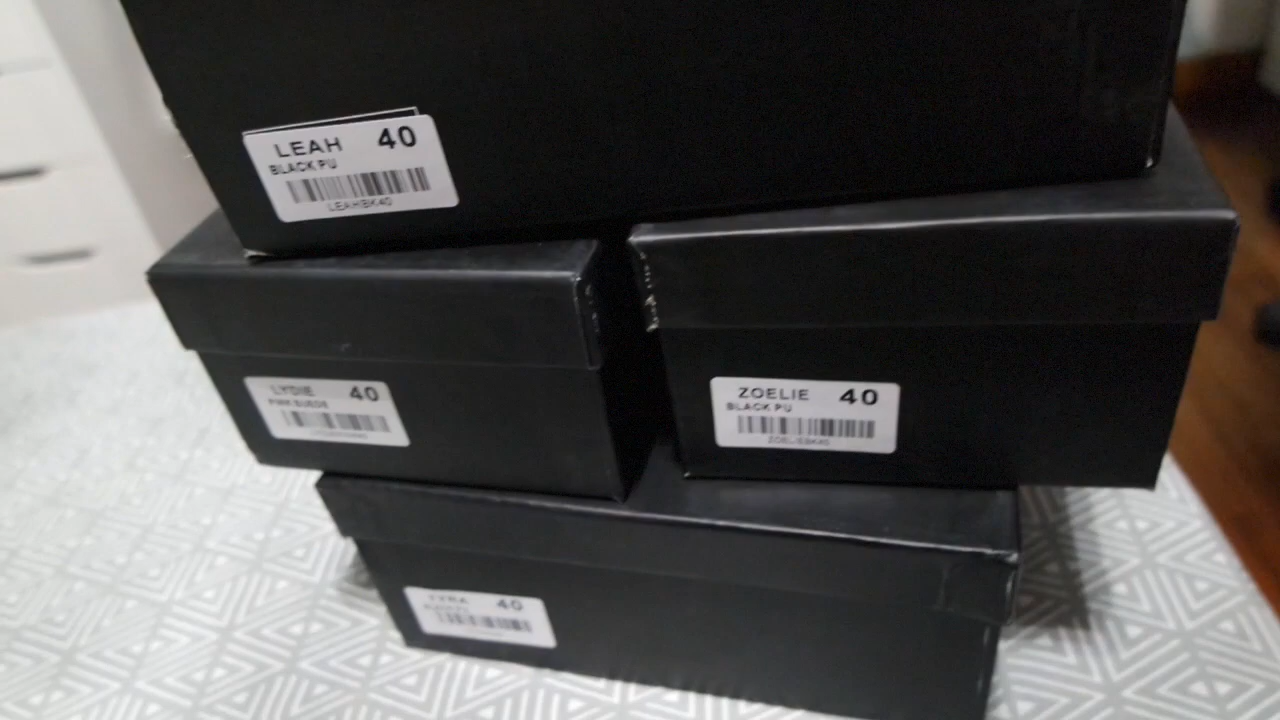 LEAH 40
BLACK PU
LEAHBK40
LYDIE 40
PINK SUEDE
ZOELIE 40
BLACK PU
ZOELIEBK40
TYRA 40